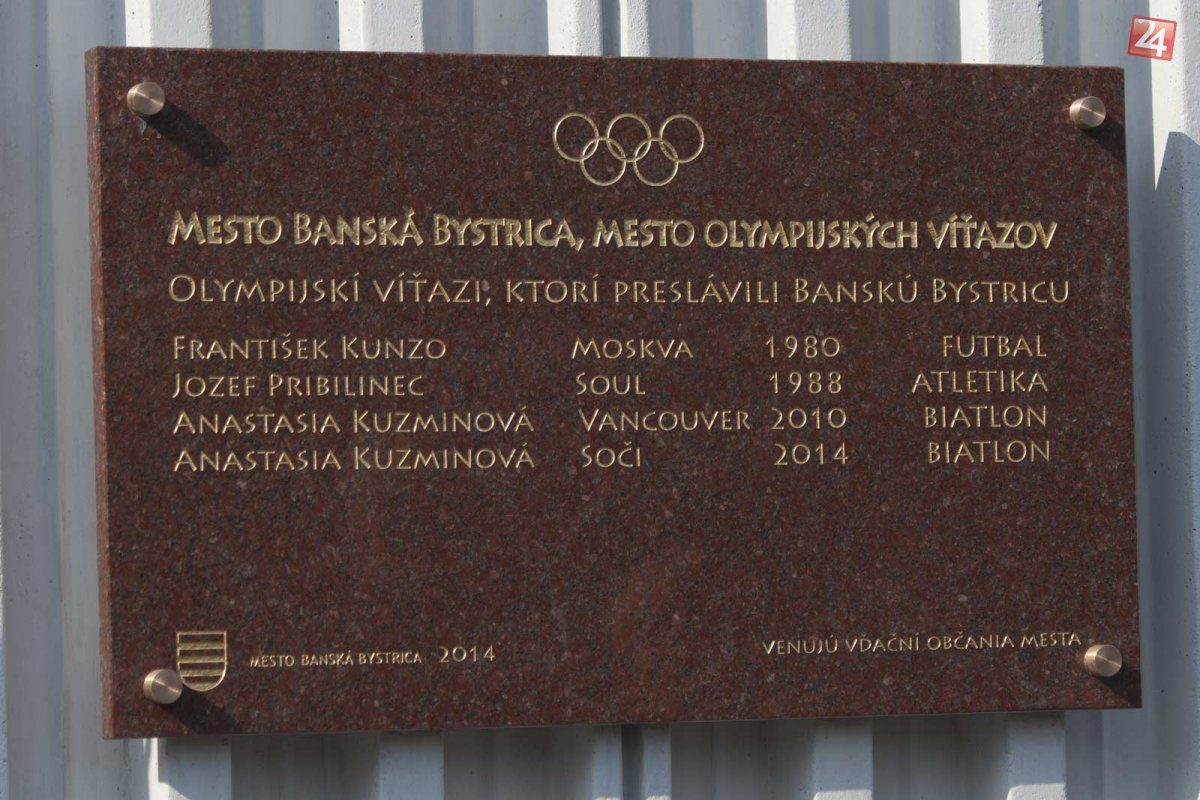 24
MESTO BANSKÁ BYSTRICA, MESTO OLYMPIJSKÝCH VÍŤAZOV
OLYMPIJSKÍ VÍŤAZI, KTORÍ PRESLÁVILI BANSKÚ BYSTRICU
FRANTIŠEK KUNZO MOSKVA 1980 FUTBAL
JOZEF PRIBILINEC SOUL 1988 ATLETIKA
ANASTASIA KUZMINOVÁ VANCOUVER 2010 BIATLON
ANASTASIA KUZMINOVÁ SOČI 2014 BIATLON
MESTO BANSKÁ BYSTRICA 2014
VENUJÚ VĎAČNÍ OBČANIA MESTA